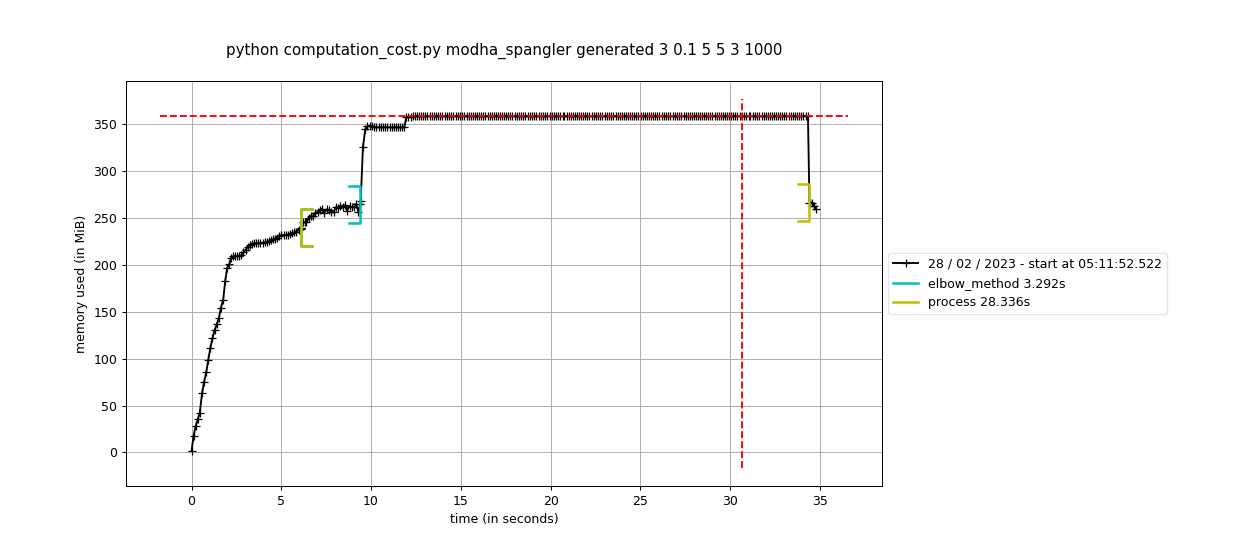 python computation_cost.py modha_spangler generated 3 0.1 5 5 3 1000
memory used (in MiB)
350
300
250
200
150
100
50
0
0 5 10 15 20 25 30 35
time (in seconds)
28 / 02 / 2023 - start at 05:11:52.522
elbow_method 3.292s
process 28.336s